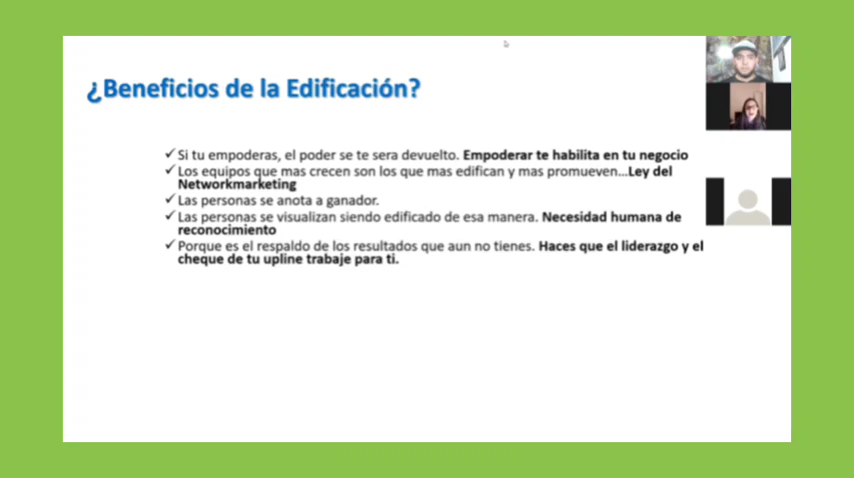 ¿Beneficios de la Edificación?
✓ Si tu empoderas, el poder se te sera devuelto. Empoderar te habilita en tu negocio
✓ Los equipos que mas crecen son los que mas edifican y mas promueven...Ley del
Networkmarketing
✓ Las personas se anota a ganador.
✓ Las personas se visualizan siendo edificado de esa manera. Necesidad humana de
reconocimiento
✓ Porque es el respaldo de los resultados que aun no tienes. Haces que el liderazgo y el
cheque de tu upline trabaje para ti.